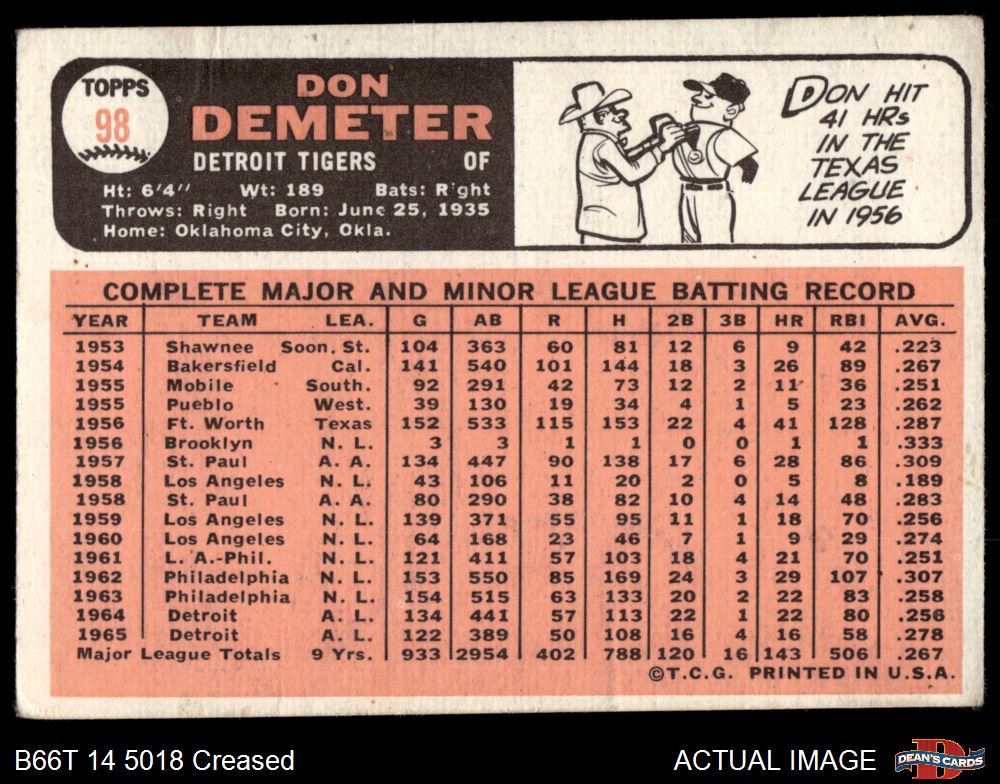 TOPPS
98
DON
DEMETER
DETROIT TIGERS OF
Ht: 6'4" Wt: 189 Bats: Right
Throws: Right Born: June 25, 1935
Home: Oklahoma City, Okla.
DON HIT
41 HRs
IN THE
TEXAS
LEAGUE
IN 1956
COMPLETE MAJOR AND MINOR LEAGUE BATTING RECORD
YEAR TEAM LEA. G AB R H 2B 3B HR RBI AVG.
1953 Shawnee Soon. St. 104 363 60 81 12 6 9 42 .223
1954 Bakersfield Cal. 141 540 101 144 18 3 26 89 .267
1955 Mobile South. 92 291 42 73 12 2 11 36 .251
1955 Pueblo West. 39 130 19 34 4 1 5 23 .262
1956 Ft. Worth Texas 152 533 115 153 22 4 41 128 .287
1956 Brooklyn N. L. 3 3 1 1 0 0 1 1 .333
1957 St. Paul A. A. 134 447 90 138 17 6 28 86 .309
1958 Los Angeles N. L. 43 106 11 20 2 0 5 8 .189
1958 St. Paul A. A. 80 290 38 82 10 4 14 48 .283
1959 Los Angeles N. L. 139 371 55 95 11 1 18 70 .256
1960 Los Angeles N. L. 64 168 23 46 7 1 9 29 .274
1961 L. A.-Phil. N. L. 121 411 57 103 18 4 21 70 .251
1962 Philadelphia N. L. 153 550 85 169 24 3 29 107 .307
1963 Philadelphia N. L. 154 515 63 133 20 2 22 83 .258
1964 Detroit A. L. 134 441 57 113 22 1 22 80 .256
1965 Detroit A. L. 122 389 50 108 16 4 16 58 .278
Major League Totals 9 Yrs. 933 2954 402 788 120 16 143 506 .267
©T.C.G. PRINTED IN U.S.A.
B66T 14 5018 Creased ACTUAL IMAGE
DEAN'S CARDS